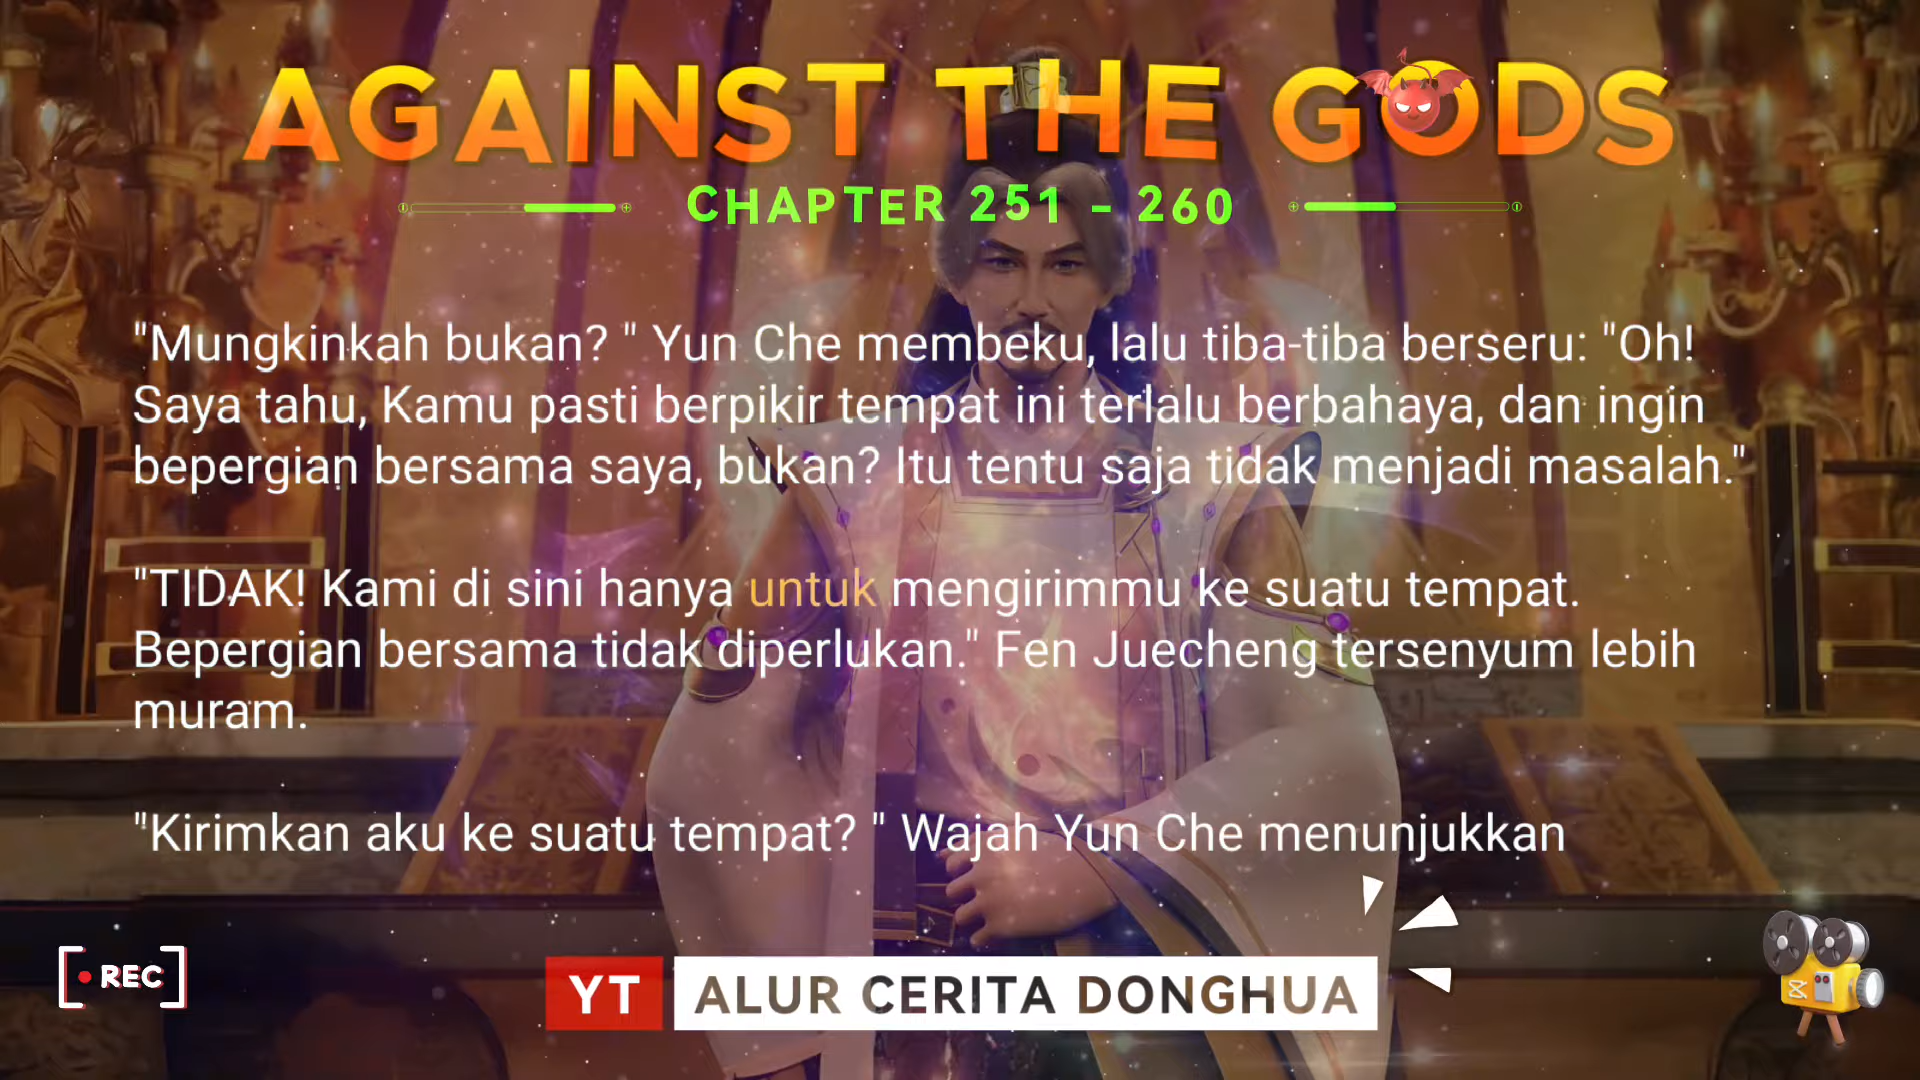 AGAINST THE GODS
CHAPTER 251 - 260
"Mungkinkah bukan? " Yun Che membeku, lalu tiba-tiba berseru: "Oh!
Saya tahu, Kamu pasti berpikir tempat ini terlalu berbahaya, dan ingin
bepergian bersama saya, bukan? Itu tentu saja tidak menjadi masalah."
"TIDAK! Kami di sini hanya untuk mengirimmu ke suatu tempat.
Bepergian bersama tidak diperlukan." Fen Juecheng tersenyum lebih
muram.
"Kirimkan aku ke suatu tempat? " Wajah Yun Che menunjukkan
REC
YT ALUR CERITA DONGHUA